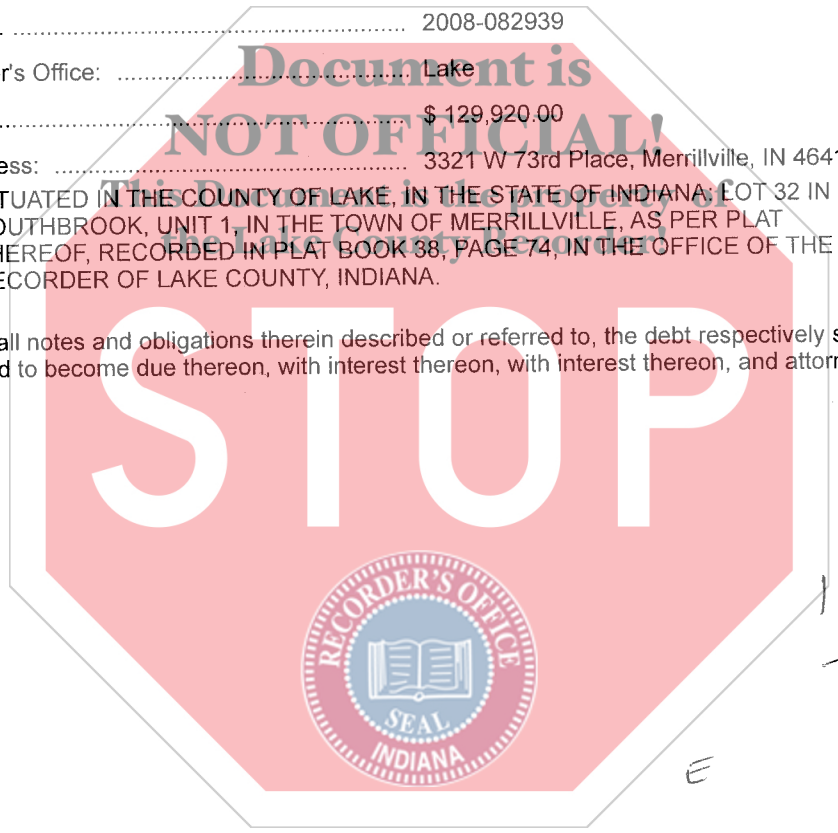 . .......................................................... 2008-082939
r's Office: .......................................... Lake
.......................................................... $ 129,920.00
ess: .................................................... 3321 W 73rd Place, Merrillville, IN 4641
TUATED IN THE COUNTY OF LAKE, IN THE STATE OF INDIANA: LOT 32 IN
OUTHBROOK, UNIT 1, IN THE TOWN OF MERRILLVILLE, AS PER PLAT
HEREOF, RECORDED IN PLAT BOOK 38, PAGE 74, IN THE OFFICE OF THE
ECORDER OF LAKE COUNTY, INDIANA.
all notes and obligations therein described or referred to, the debt respectively s
d to become due thereon, with interest thereon, with interest thereon, and attor
Document is
NOT OFFICIAL!
This Document is the property of
the Lake County Recorder!
STOP
RECORDER'S OFFICE
SEAL
INDIANA
E